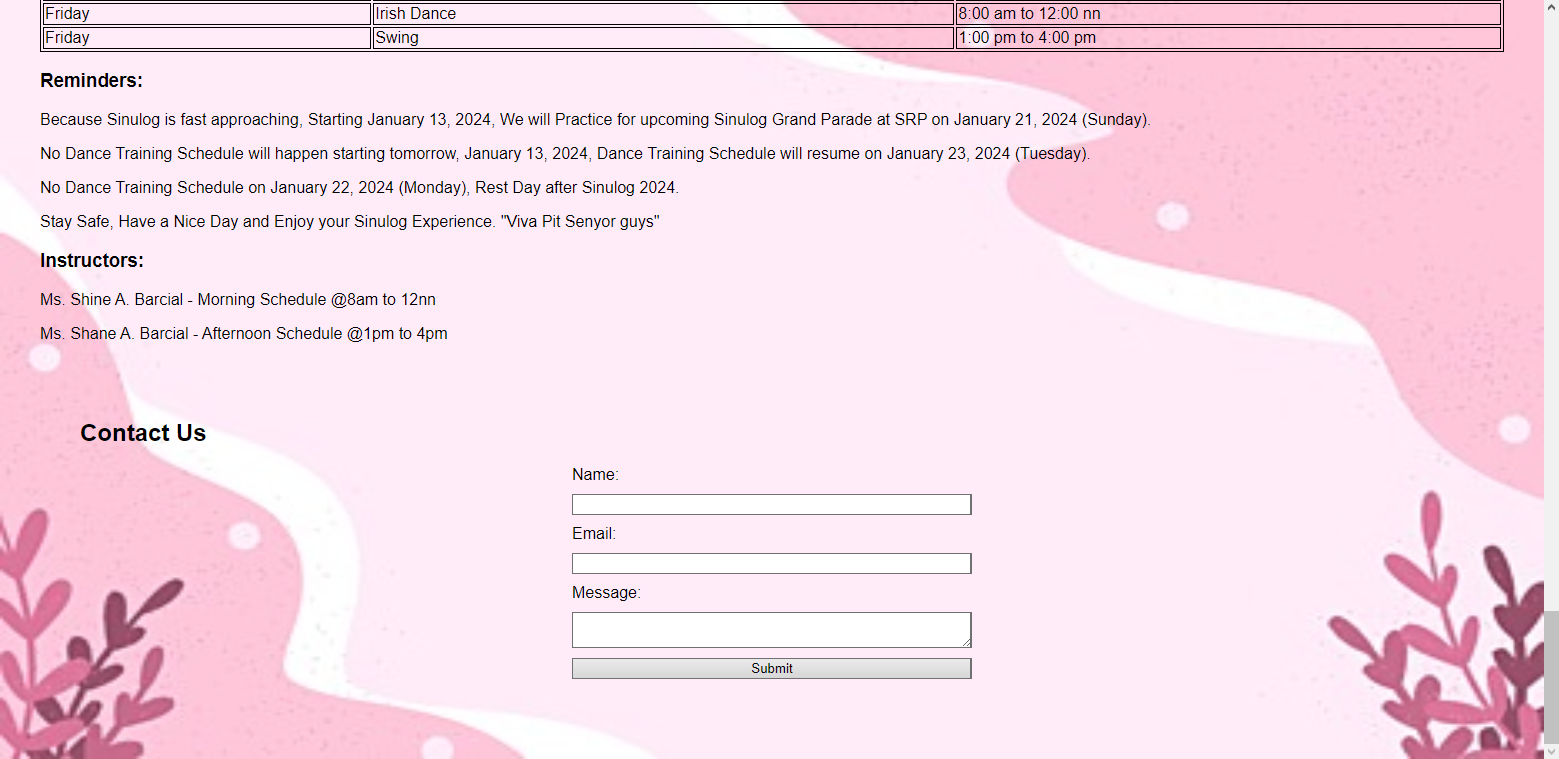 Friday Irish Dance 8:00 am to 12:00 nn
Friday Swing 1:00 pm to 4:00 pm
Reminders:
Because Sinulog is fast approaching, Starting January 13, 2024, We will Practice for upcoming Sinulog Grand Parade at SRP on January 21, 2024 (Sunday).
No Dance Training Schedule will happen starting tomorrow, January 13, 2024, Dance Training Schedule will resume on January 23, 2024 (Tuesday).
No Dance Training Schedule on January 22, 2024 (Monday), Rest Day after Sinulog 2024.
Stay Safe, Have a Nice Day and Enjoy your Sinulog Experience. "Viva Pit Senyor guys"
Instructors:
Ms. Shine A. Barcial - Morning Schedule @8am to 12nn
Ms. Shane A. Barcial - Afternoon Schedule @1pm to 4pm
Contact Us
Name:
Email:
Message:
Submit